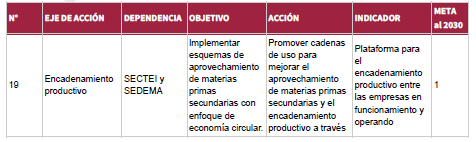 N° EJE DE ACCIÓN DEPENDENCIA OBJETIVO ACCIÓN INDICADOR META al 2030
19
Encadenamiento
productivo
SECTEI y
SEDEMA
Implementar
esquemas de
aprovechamiento
de materias
primas
secundarias con
enfoque de
economía circular.
Promover cadenas
de uso para
mejorar el
aprovechamiento
de materias primas
secundarias y el
encadenamiento
productivo a través
Plataforma para
el
encadenamiento
productivo entre
las empresas en
funcionamiento y
operando
1